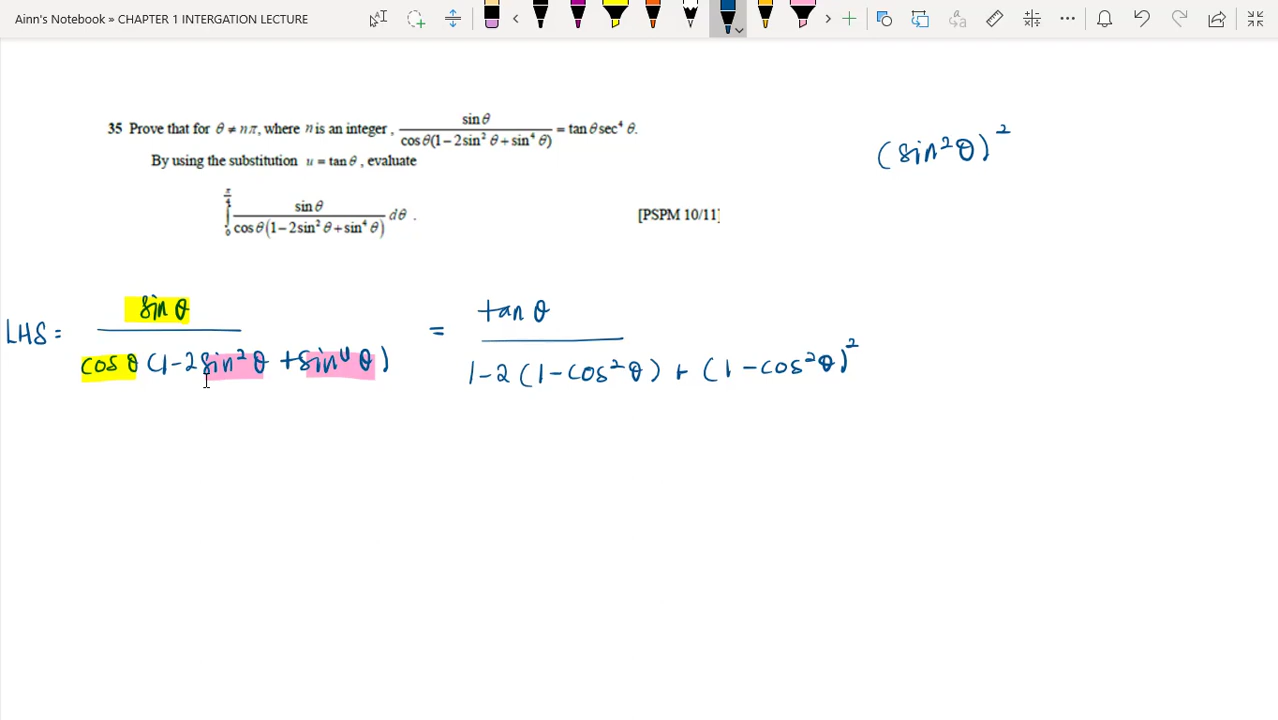 Ainn's Notebook » CHAPTER 1 INTERGATION LECTURE
35 Prove that for θ ≠ nπ, where n is an integer, sin θ / cos θ(1 − 2sin² θ + sin⁴ θ) = tan θ sec⁴ θ.
By using the substitution u = tan θ, evaluate
∫₀^(π/4) sin θ / cos θ(1 − 2sin² θ + sin⁴ θ) dθ .
[PSPM 10/11]
(sin²θ)²
LHS = sin θ / cos θ (1−2sin²θ + sin⁴θ) = tan θ / 1−2(1−cos²θ) + (1−cos²θ)²